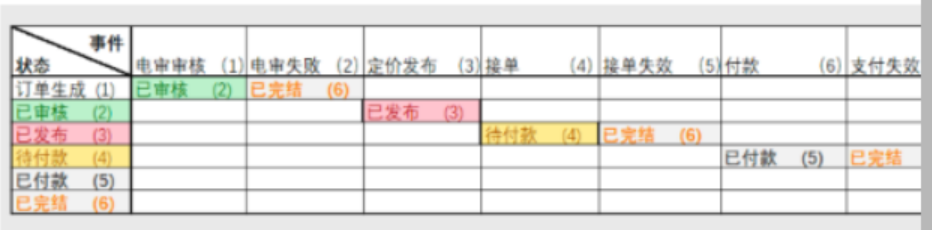 事件
状态 电审审核 (1) 电审失败 (2) 定价发布 (3) 接单 (4) 接单失效 (5) 付款 (6) 支付失效
订单生成 (1) 已审核 (2) 已完结 (6)
已审核 (2) 已发布 (3)
已发布 (3) 待付款 (4) 已完结 (6)
待付款 (4) 已付款 (5) 已完结
已付款 (5)
已完结 (6)